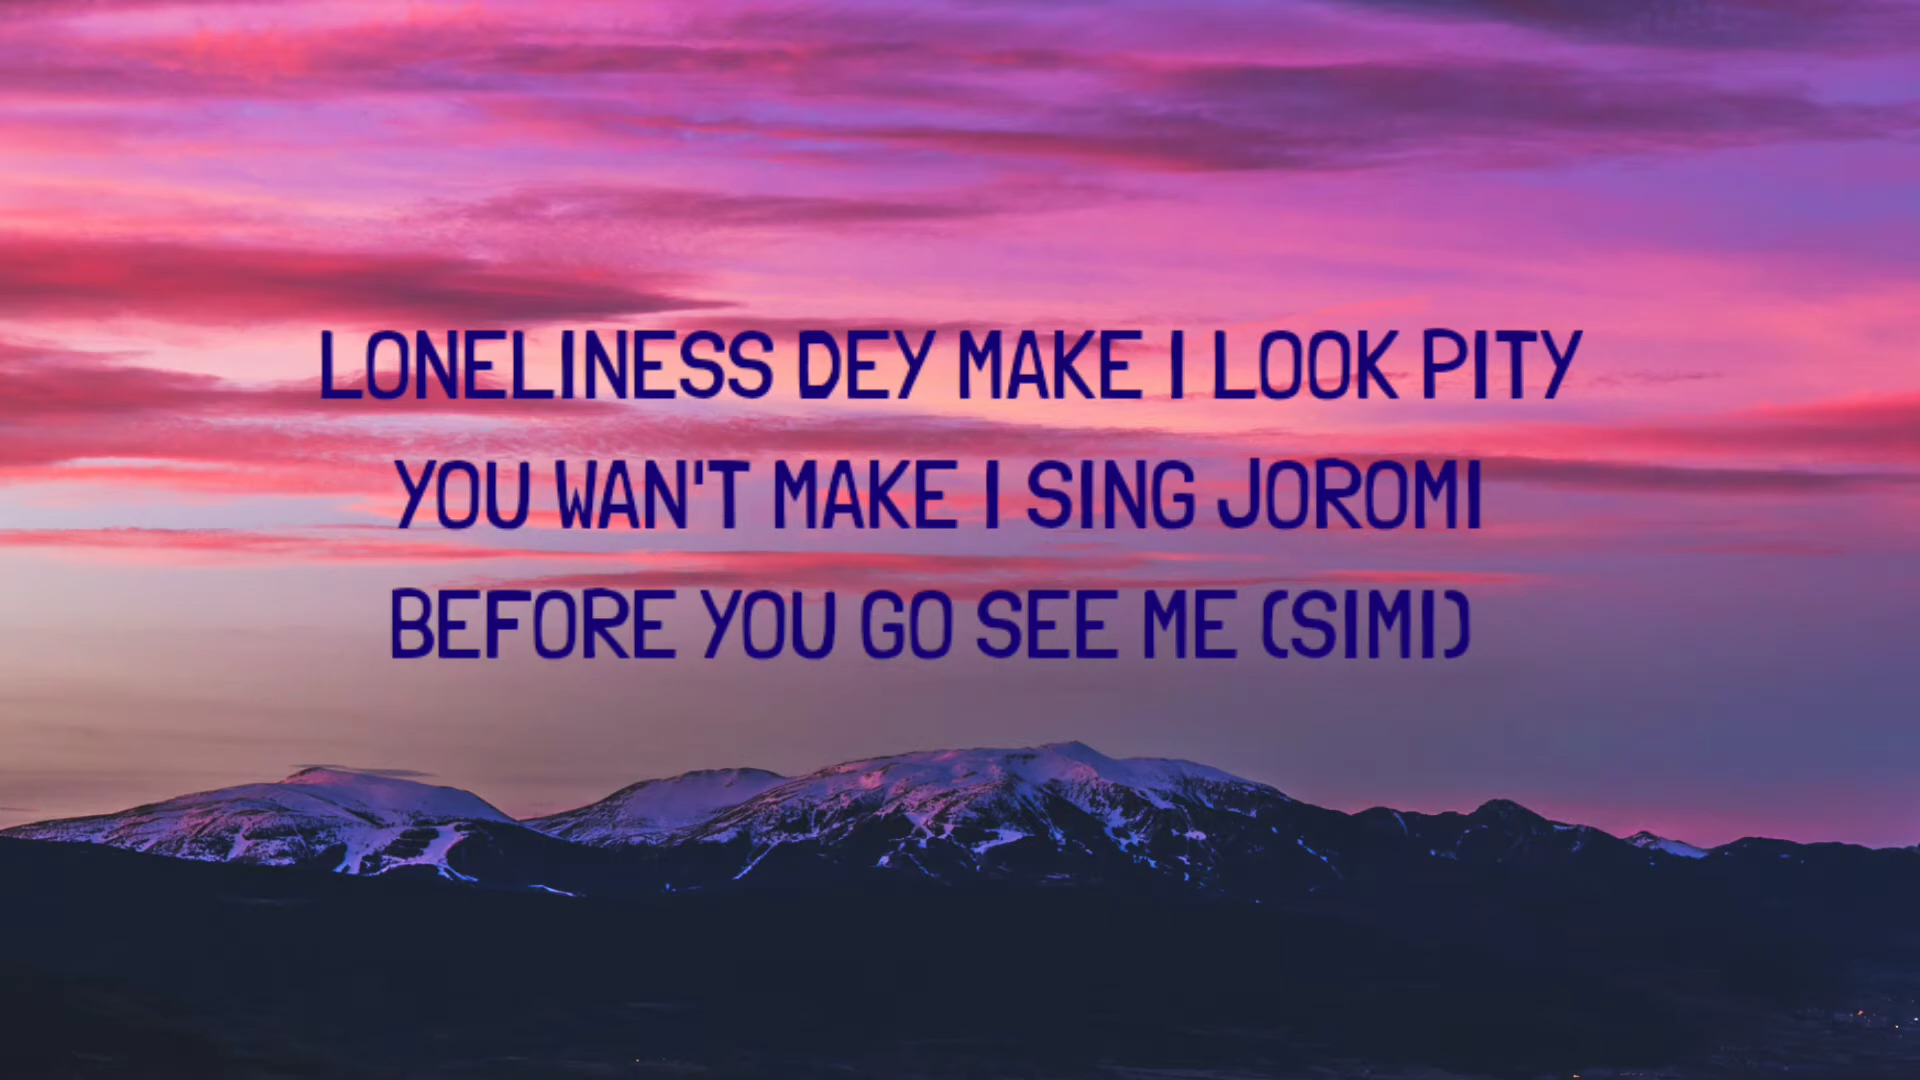 LONELINESS DEY MAKE I LOOK PITY
YOU WAN'T MAKE I SING JOROMI
BEFORE YOU GO SEE ME (SIMI)